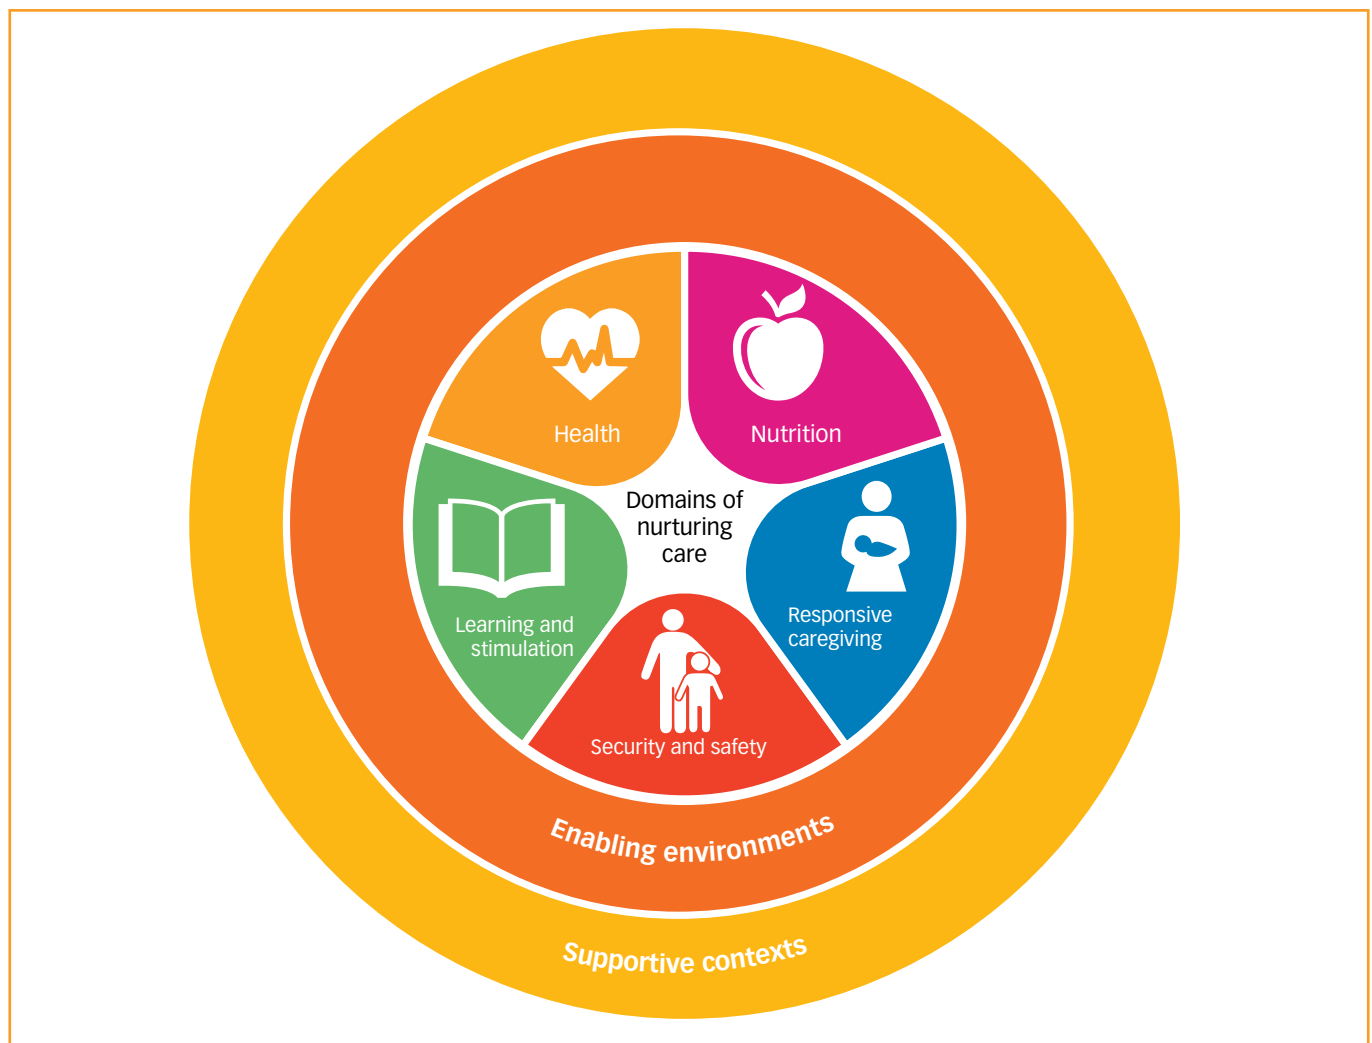 Health
Nutrition
Domains of
nurturing
care
Learning and
stimulation
Responsive
caregiving
Security and safety
Enabling environments
Supportive contexts